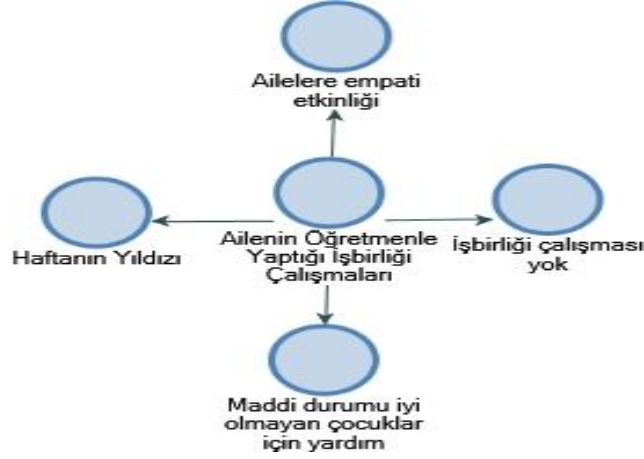 Ailelere empati
etkinliği
Haftanın Yıldızı
Ailenin Öğretmenle
Yaptığı İşbirliği
Çalışmaları
İşbirliği çalışması
yok
Maddi durumu iyi
olmayan çocuklar
için yardım